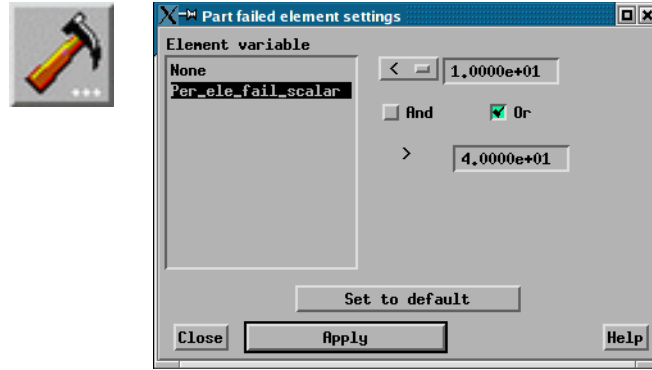 X Part failed element settings
Element variable
None
Per_ele_fail_scalar
< 1.0000e+01
And Or
> 4.0000e+01
Set to default
Close Apply Help